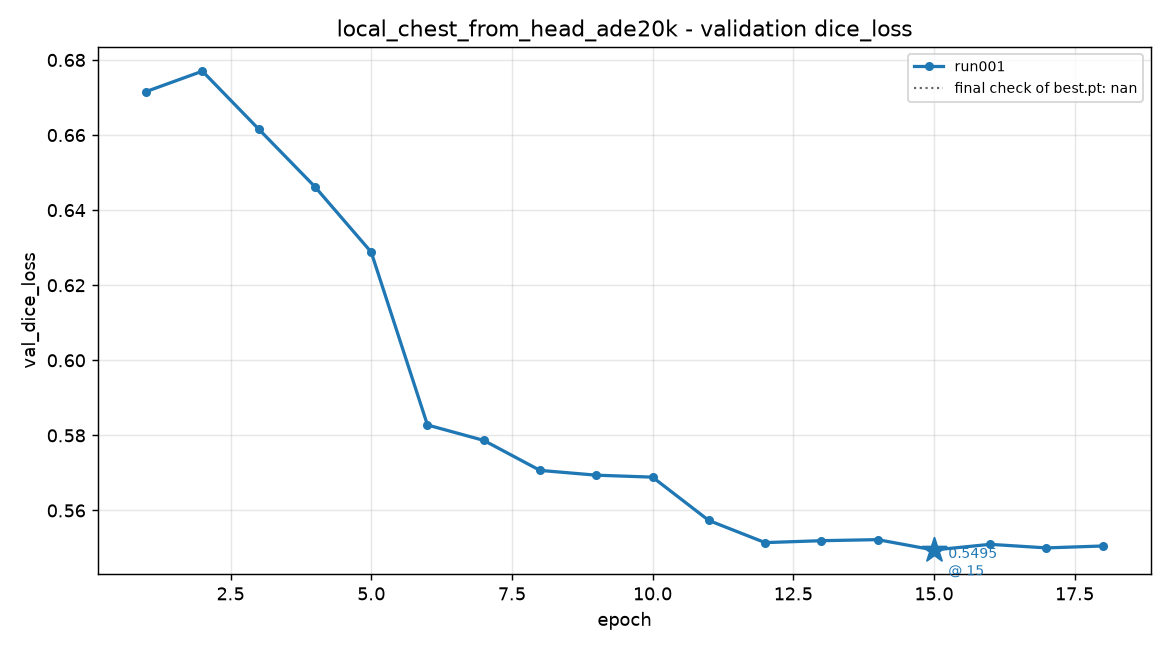 local_chest_from_head_ade20k - validation dice_loss
run001
final check of best.pt: nan
val_dice_loss
0.68
0.66
0.64
0.62
0.60
0.58
0.56
0.5495
@ 15
2.5 5.0 7.5 10.0 12.5 15.0 17.5
epoch